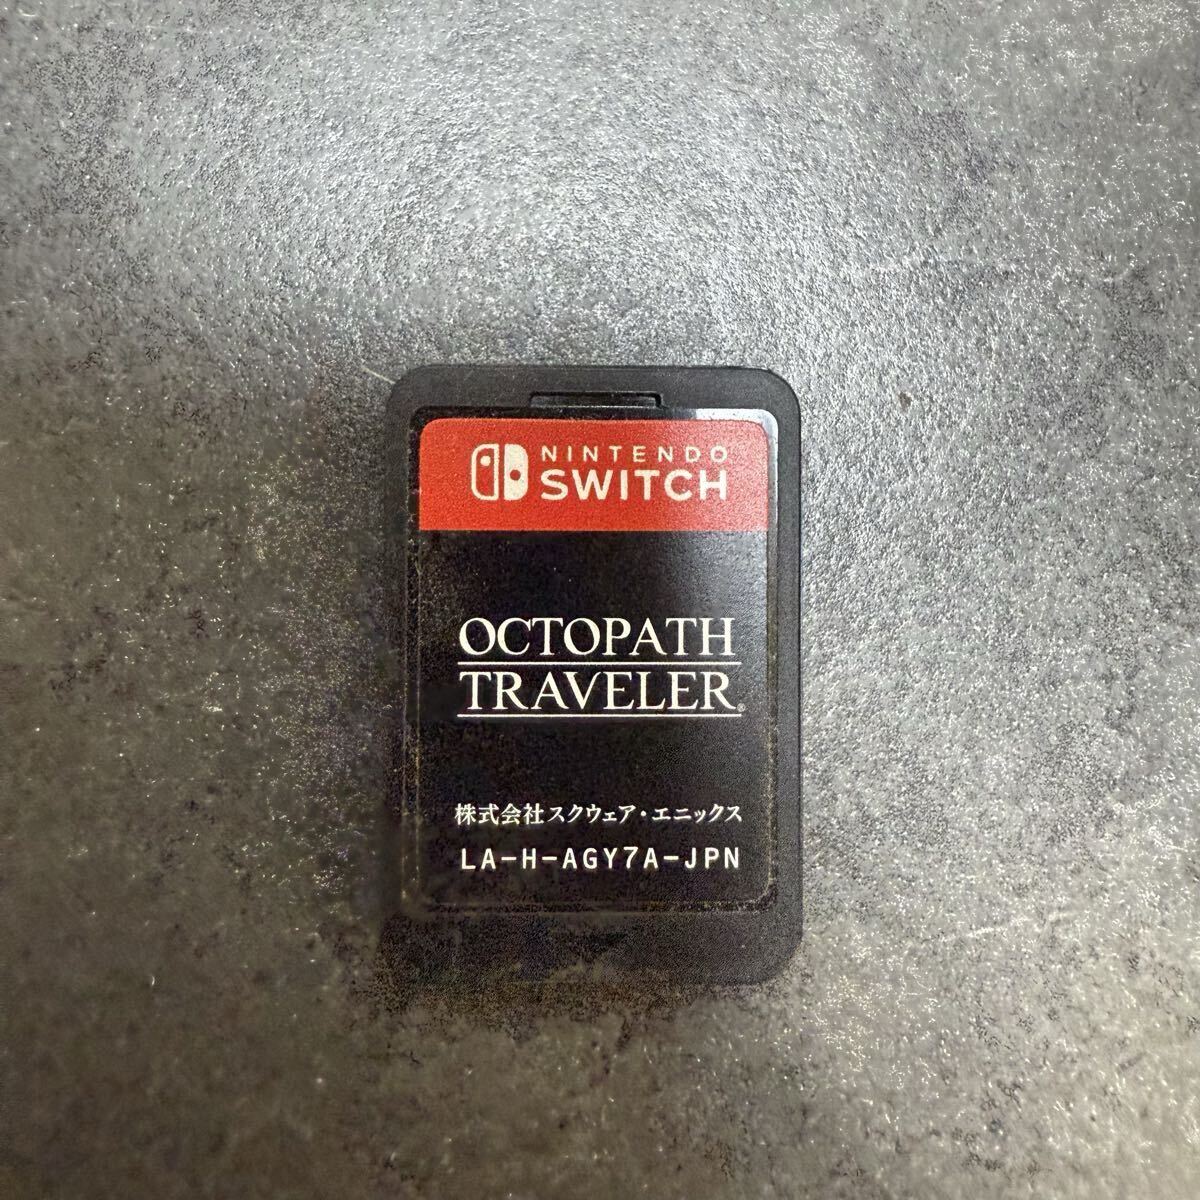 NINTENDO
SWITCH
OCTOPATH
TRAVELER®
株式会社スクウェア・エニックス
LA-H-AGY7A-JPN